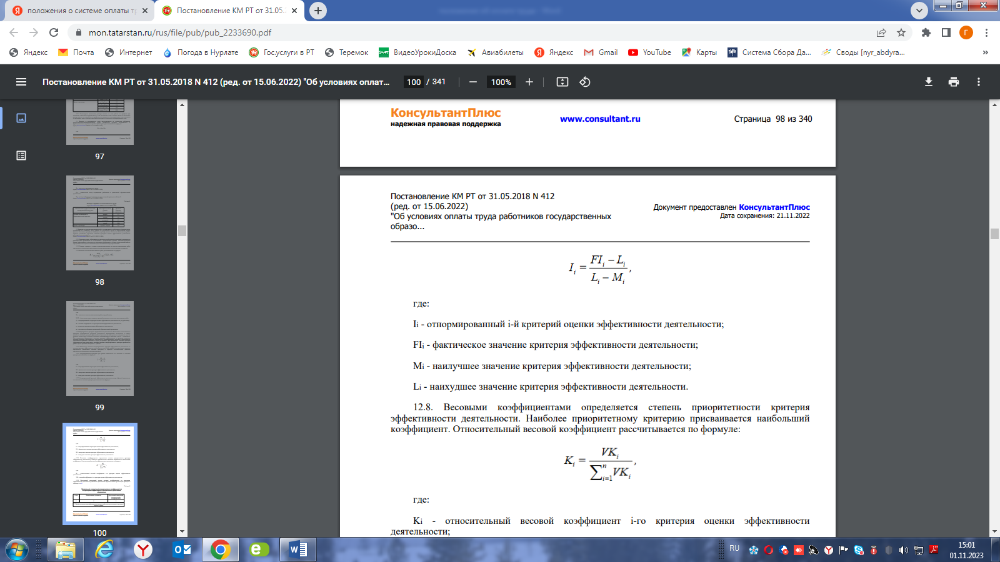 положения о системе оплаты тр
Постановление КМ РТ от 31.05.2
mon.tatarstan.ru/rus/file/pub/pub_2233690.pdf
Г
Яндекс
Почта
Интернет
Погода в Нурлате
Гос.услуги в РТ
Теремок
ВидеоУрокиДоска
Авиабилеты
Яндекс
Gmail
YouTube
Карты
Система Сбора Да...
Своды [nyr_abdyra...
»
Постановление КМ РТ от 31.05.2018 N 412 (ред. от 15.06.2022) "Об условиях оплат...
100 / 341
100%
97
98
99
100
КонсультантПлюс
надежная правовая поддержка
www.consultant.ru
Страница 98 из 340
Постановление КМ РТ от 31.05.2018 N 412
(ред. от 15.06.2022)
"Об условиях оплаты труда работников государственных
образо...
Документ предоставлен КонсультантПлюс
Дата сохранения: 21.11.2022
I_i = (FI_i − L_i) / (L_i − M_i),
где:
Ii - отнормированный i-й критерий оценки эффективности деятельности;
FIi - фактическое значение критерия эффективности деятельности;
Mi - наилучшее значение критерия эффективности деятельности;
Li - наихудшее значение критерия эффективности деятельности.
12.8. Весовыми коэффициентами определяется степень приоритетности критерия
эффективности деятельности. Наиболее приоритетному критерию присваивается наибольший
коэффициент. Относительный весовой коэффициент рассчитывается по формуле:
K_i = VK_i / ∑_{i=1}^{n} VK_i,
где:
Ki - относительный весовой коэффициент i-го критерия оценки эффективности
деятельности;
RU
15:01
01.11.2023